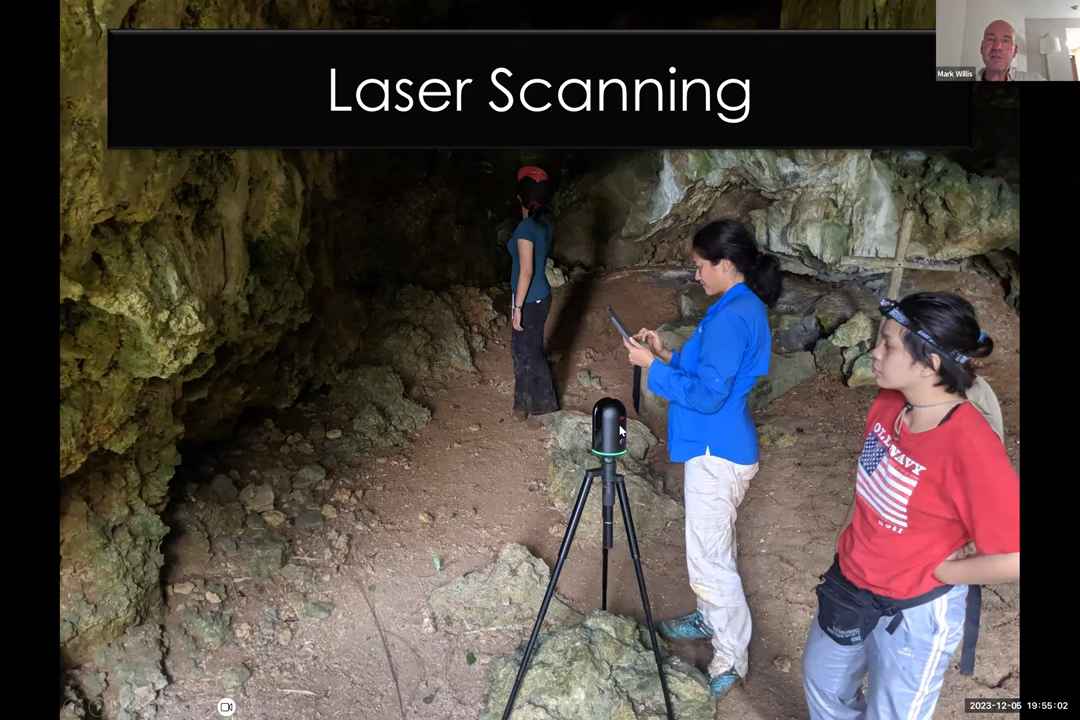 Laser Scanning
Mark Willis
OLD NAVY
2023-12-05 19:55:02